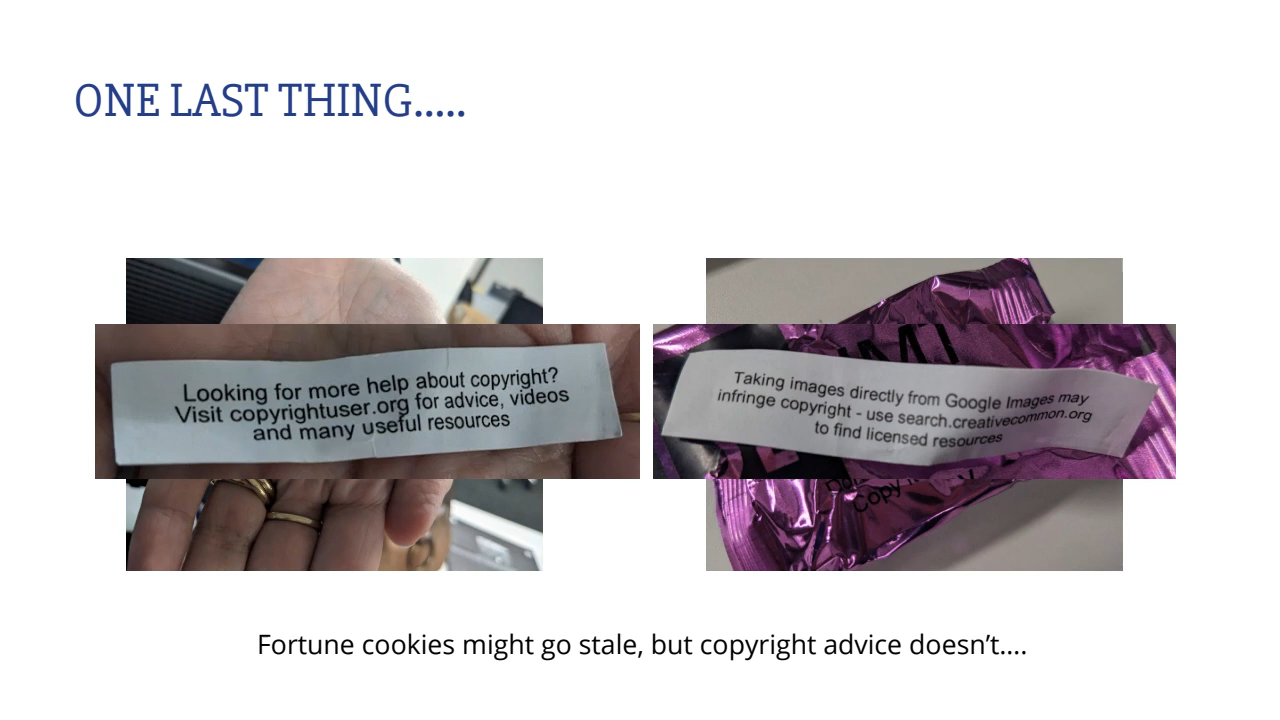 ONE LAST THING.....
Looking for more help about copyright?
Visit copyrightuser.org for advice, videos
and many useful resources
Taking images directly from Google Images may
infringe copyright - use search.creativecommon.org
to find licensed resources
Copy
Fortune cookies might go stale, but copyright advice doesn’t....